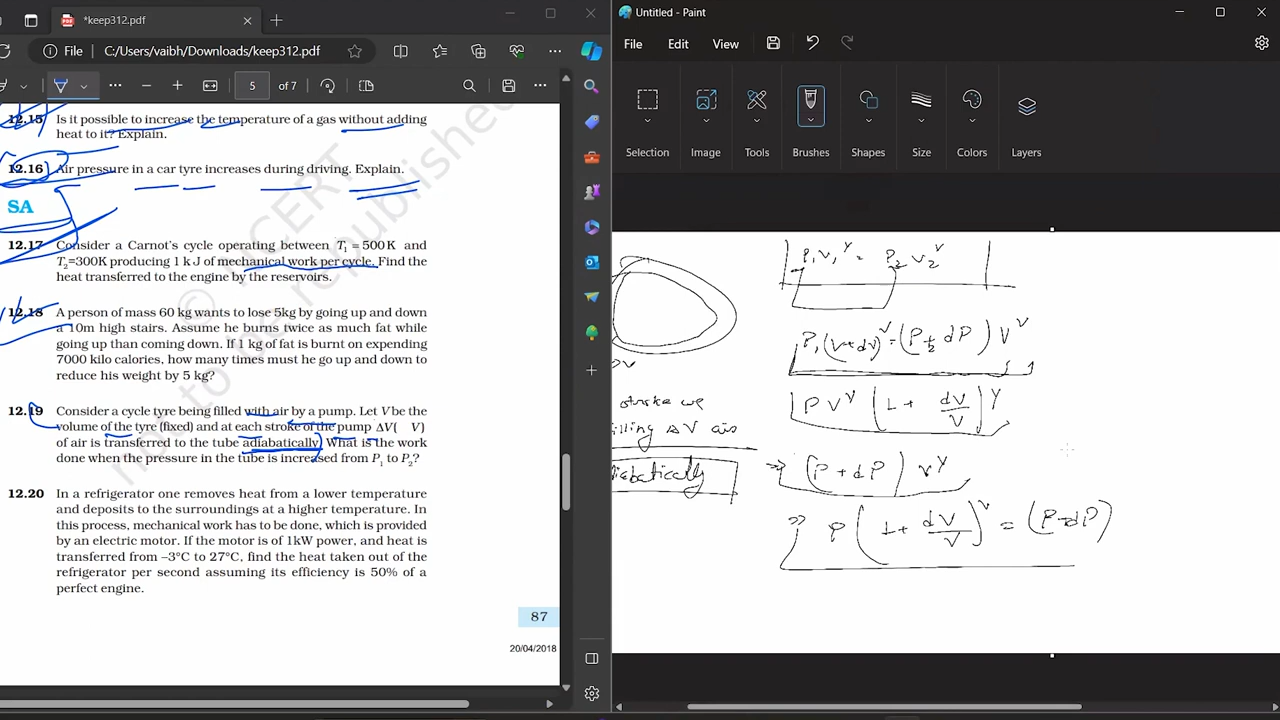 *keep312.pdf
Untitled - Paint
File C:/Users/vaibh/Downloads/keep312.pdf
File Edit View
5 of 7
Selection Image Tools Brushes Shapes Size Colors Layers
12.15 Is it possible to increase the temperature of a gas without adding
heat to it? Explain.
12.16 Air pressure in a car tyre increases during driving. Explain.
SA
12.17 Consider a Carnot's cycle operating between T₁ = 500K and
T₂=300K producing 1 k J of mechanical work per cycle. Find the
heat transferred to the engine by the reservoirs.
12.18 A person of mass 60 kg wants to lose 5kg by going up and down
a 10m high stairs. Assume he burns twice as much fat while
going up than coming down. If 1 kg of fat is burnt on expending
7000 kilo calories, how many times must he go up and down to
reduce his weight by 5 kg?
12.19 Consider a cycle tyre being filled with air by a pump. Let V be the
volume of the tyre (fixed) and at each stroke of the pump ΔV( V)
of air is transferred to the tube adiabatically. What is the work
done when the pressure in the tube is increased from P₁ to P₂?
12.20 In a refrigerator one removes heat from a lower temperature
and deposits to the surroundings at a higher temperature. In
this process, mechanical work has to be done, which is provided
by an electric motor. If the motor is of 1kW power, and heat is
transferred from –3°C to 27°C, find the heat taken out of the
refrigerator per second assuming its efficiency is 50% of a
perfect engine.
87
20/04/2018
not to be republished
© NCERT
stroke we
illing ΔV air
diabatically
P₁V₁^γ = P₂V₂^γ
P₁(V+dV)^γ = (P+dP) V^γ
PV^γ (1 + dV/V)^γ
⇒ (P + dP) V^γ
⇒ P (1 + dV/V)^γ = (P+dP)